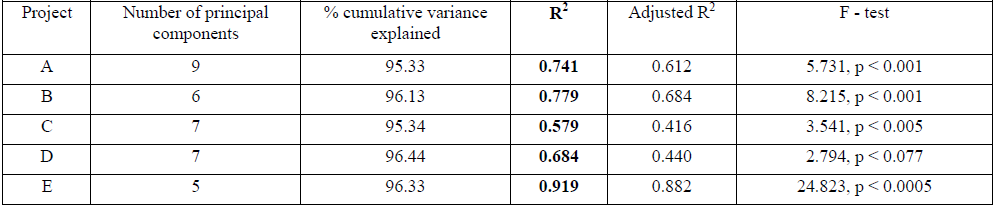 Project Number of principal components % cumulative variance explained R² Adjusted R² F - test
A 9 95.33 0.741 0.612 5.731, p < 0.001
B 6 96.13 0.779 0.684 8.215, p < 0.001
C 7 95.34 0.579 0.416 3.541, p < 0.005
D 7 96.44 0.684 0.440 2.794, p < 0.077
E 5 96.33 0.919 0.882 24.823, p < 0.0005